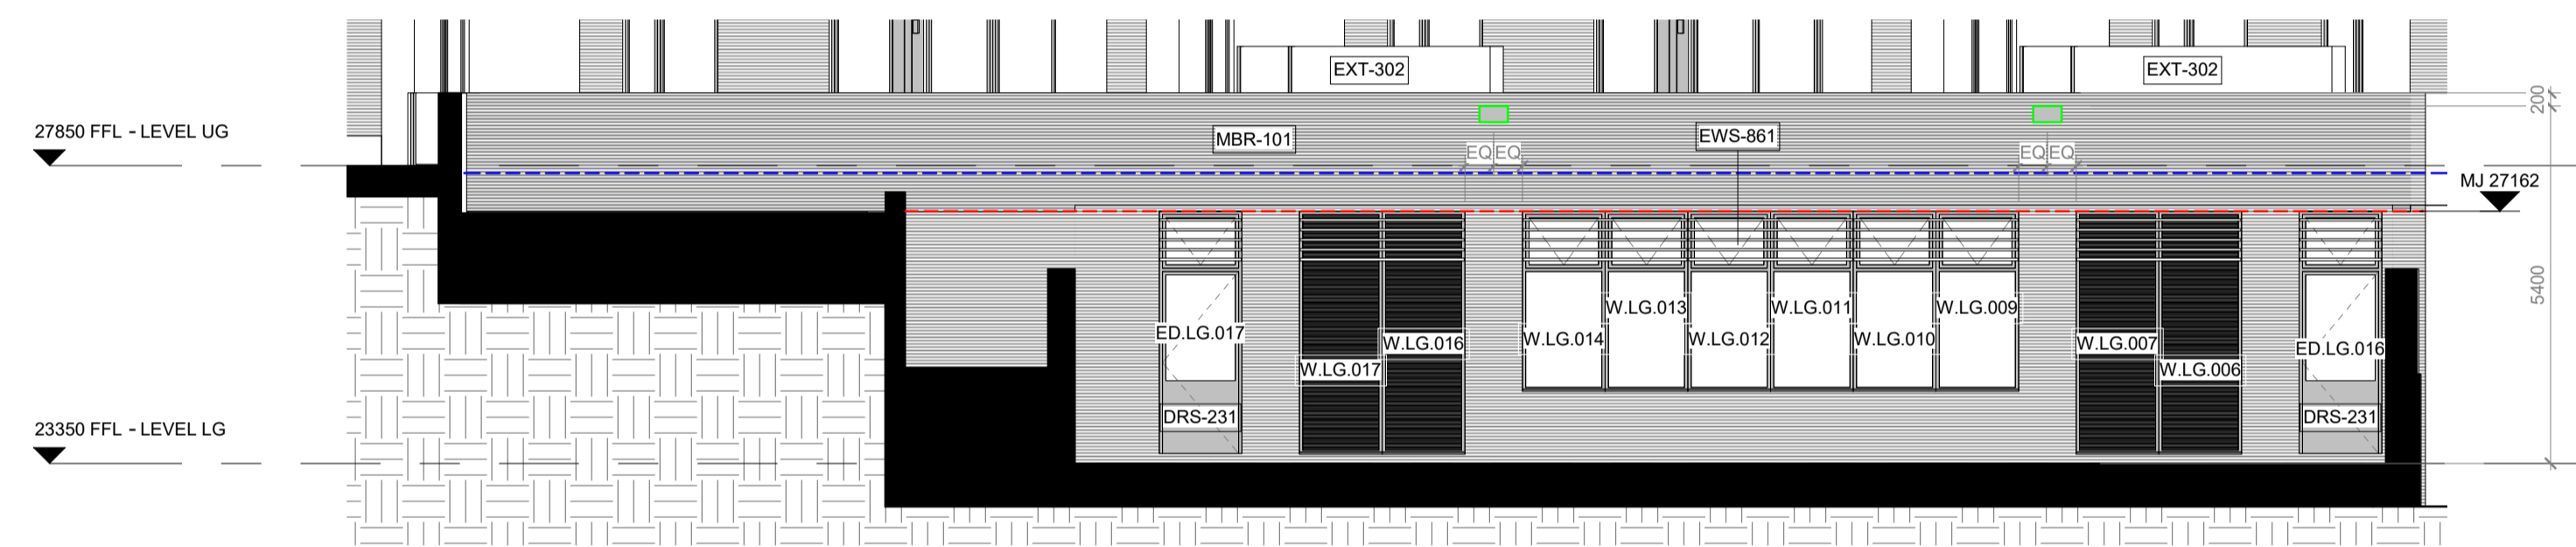 EXT-302
EXT-302
200
27850 FFL - LEVEL UG
MBR-101
EWS-861
EQ EQ
EQ EQ
MJ 27162
5400
W.LG.013
W.LG.011
W.LG.009
ED.LG.017
W.LG.016
W.LG.014
W.LG.012
W.LG.010
W.LG.007
ED.LG.016
W.LG.017
W.LG.006
DRS-231
DRS-231
23350 FFL - LEVEL LG